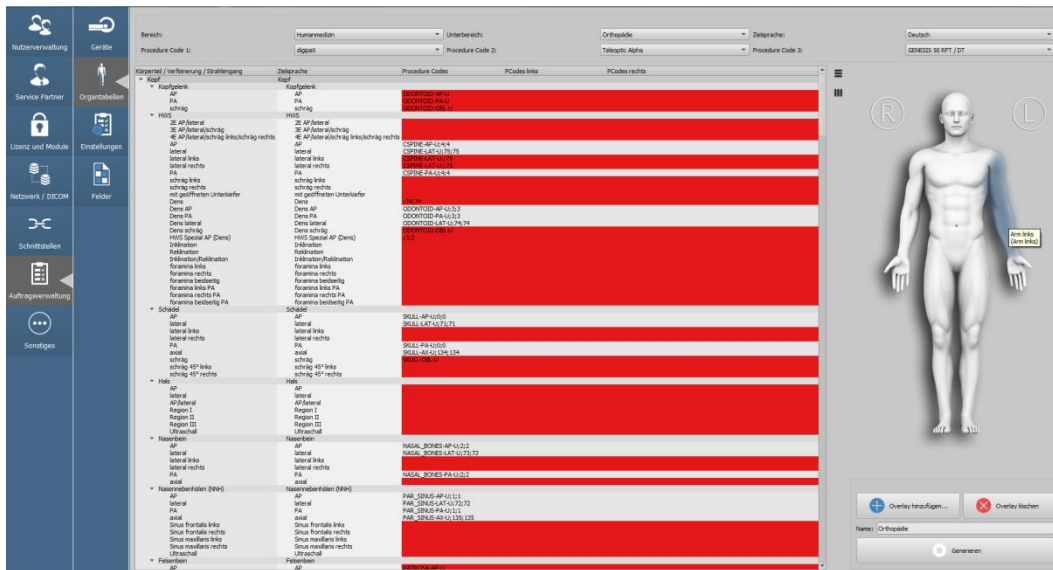 Nutzerverwaltung
Geräte
Service Partner
Organtabellen
Lizenz und Module
Einstellungen
Netzwerk / DICOM
Felder
Schnittstellen
Auftragsverwaltung
Sonstiges
Bereich: Humanmedizin Unterbereich: Orthopädie Zielsprache: Deutsch
Procedure Code 1: digipaX Procedure Code 2: Teleoptic Alpha Procedure Code 3: GENESIS 50 RFT / DT
Körperteil / Verfeinerung / Strahlengang Zielsprache Procedure Codes PCodes links PCodes rechts
Kopf Kopf
Kopfgelenk Kopfgelenk
AP AP ODONTOID-AP-U
PA PA ODONTOID-PA-U
schräg schräg ODONTOID-OBL-U
HWS HWS
2E AP/lateral 2E AP/lateral
3E AP/lateral/schräg 3E AP/lateral/schräg
4E AP/lateral/schräg links/schräg rechts 4E AP/lateral/schräg links/schräg rechts
AP AP CSPINE-AP-U;4;4
lateral lateral CSPINE-LAT-U;75;75
lateral links lateral links CSPINE-LAT-U;75
lateral rechts lateral rechts CSPINE-LAT-U;75
PA PA CSPINE-PA-U;4;4
schräg links schräg links
schräg rechts schräg rechts
mit geöffneten Unterkiefer mit geöffneten Unterkiefer
Dens Dens ;74;74
Dens AP Dens AP ODONTOID-AP-U;3;3
Dens PA Dens PA ODONTOID-PA-U;3;3
Dens lateral Dens lateral ODONTOID-LAT-U;74;74
Dens schräg Dens schräg ODONTOID-OBL-U
HWS Spezial AP (Dens) HWS Spezial AP (Dens) ;3;3
Inklination Inklination
Reklination Reklination
Inklination/Reklination Inklination/Reklination
foramina links foramina links
foramina rechts foramina rechts
foramina beidseitig foramina beidseitig
foramina links PA foramina links PA
foramina rechts PA foramina rechts PA
foramina beidseitig PA foramina beidseitig PA
Schädel Schädel
AP AP SKULL-AP-U;0;0
lateral lateral SKULL-LAT-U;71;71
lateral links lateral links
lateral rechts lateral rechts
PA PA SKULL-PA-U;0;0
axial axial SKULL-AX-U;134;134
schräg schräg SKULL-OBL-U
schräg 45° links schräg 45° links
schräg 45° rechts schräg 45° rechts
Hals Hals
AP AP
lateral lateral
AP/lateral AP/lateral
Region I Region I
Region II Region II
Region III Region III
Ultraschall Ultraschall
Nasenbein Nasenbein
AP AP NASAL_BONES-AP-U;2;2
lateral lateral NASAL_BONES-LAT-U;73;73
lateral links lateral links
lateral rechts lateral rechts
PA PA NASAL_BONES-PA-U;2;2
axial axial
Nasennebenhölen (NNH) Nasennebenhölen (NNH)
AP AP PAR_SINUS-AP-U;1;1
lateral lateral PAR_SINUS-LAT-U;72;72
PA PA PAR_SINUS-PA-U;1;1
axial axial PAR_SINUS-AX-U;135;135
Sinus frontalis links Sinus frontalis links
Sinus frontalis rechts Sinus frontalis rechts
Sinus maxillaris links Sinus maxillaris links
Sinus maxillaris rechts Sinus maxillaris rechts
Ultraschall Ultraschall
Felsenbein Felsenbein
AP AP
R L
Arm links
(Arm links)
Overlay hinzufügen... Overlay löschen
Name: Orthopädie
Generieren